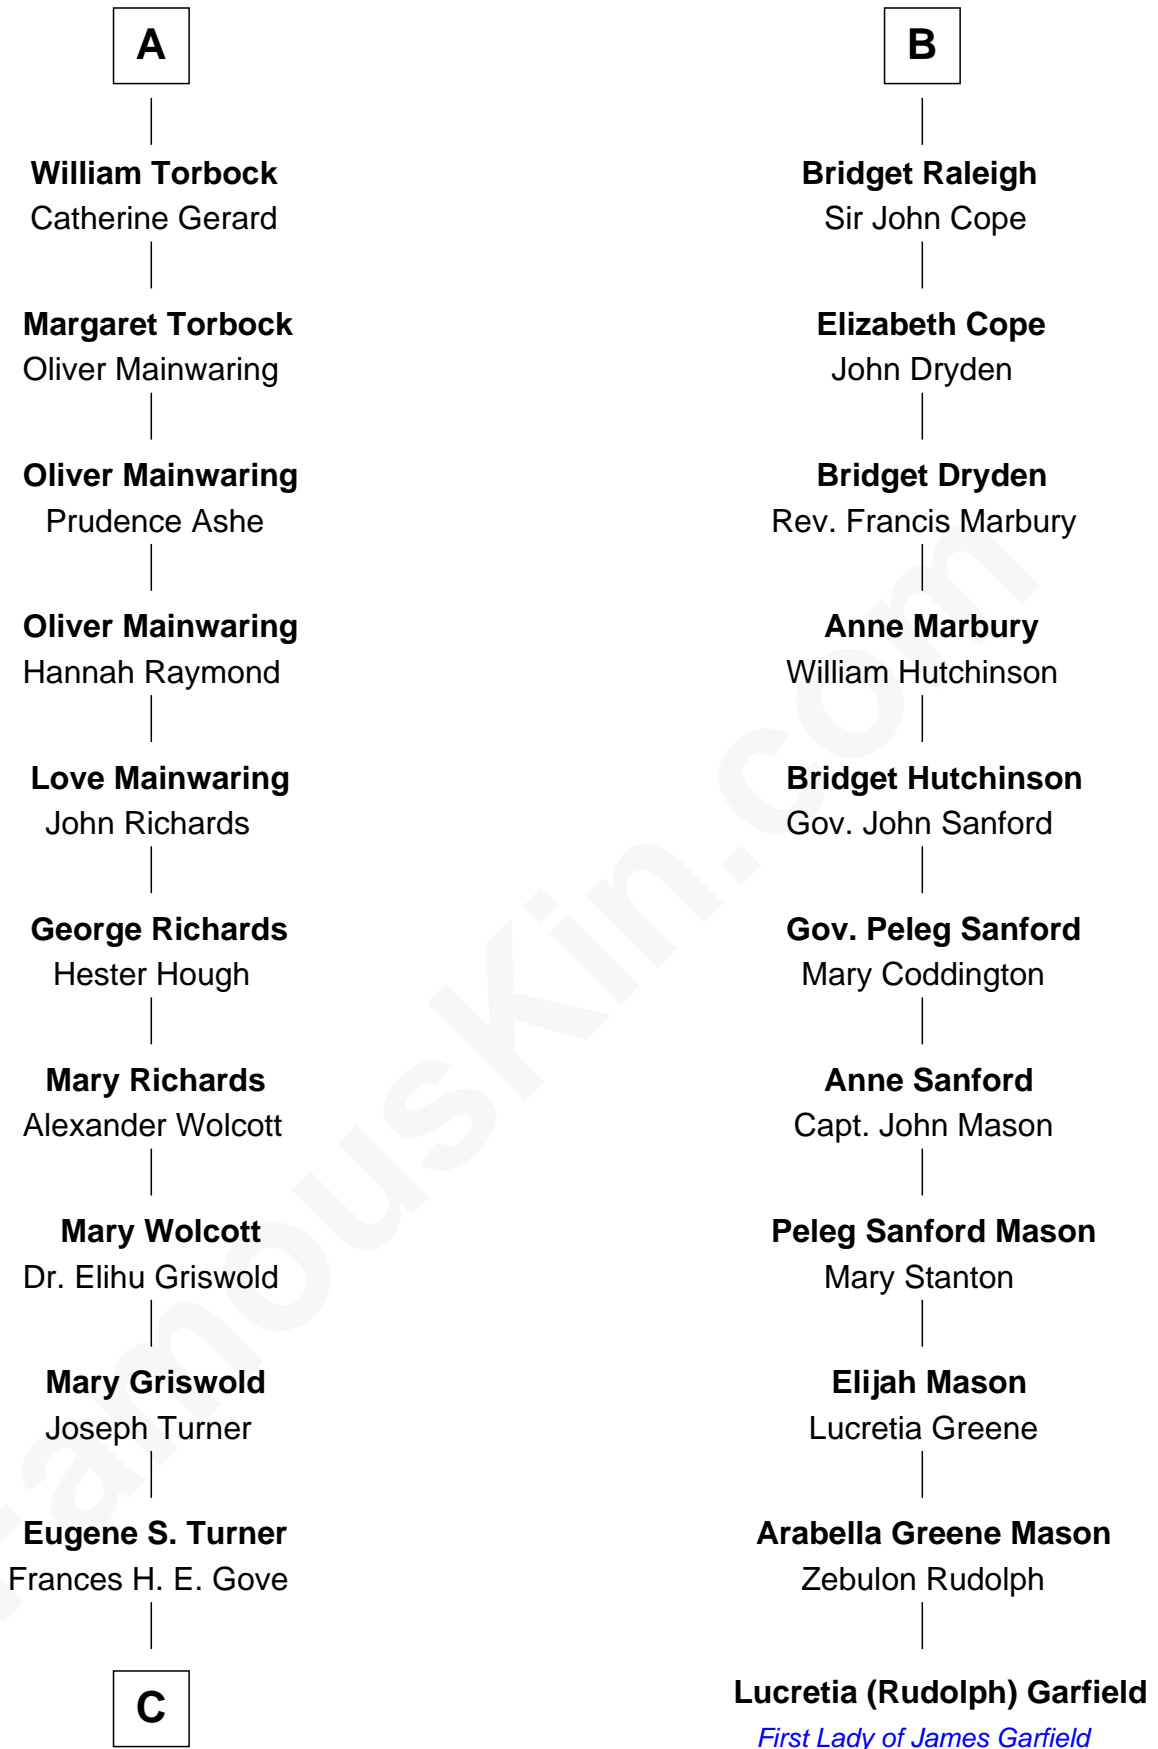 A
William Torbock
Catherine Gerard
Margaret Torbock
Oliver Mainwaring
Oliver Mainwaring
Prudence Ashe
Oliver Mainwaring
Hannah Raymond
Love Mainwaring
John Richards
George Richards
Hester Hough
Mary Richards
Alexander Wolcott
Mary Wolcott
Dr. Elihu Griswold
Mary Griswold
Joseph Turner
Eugene S. Turner
Frances H. E. Gove
C
B
Bridget Raleigh
Sir John Cope
Elizabeth Cope
John Dryden
Bridget Dryden
Rev. Francis Marbury
Anne Marbury
William Hutchinson
Bridget Hutchinson
Gov. John Sanford
Gov. Peleg Sanford
Mary Coddington
Anne Sanford
Capt. John Mason
Peleg Sanford Mason
Mary Stanton
Elijah Mason
Lucretia Greene
Arabella Greene Mason
Zebulon Rudolph
Lucretia (Rudolph) Garfield
First Lady of James Garfield
FamousKin.com